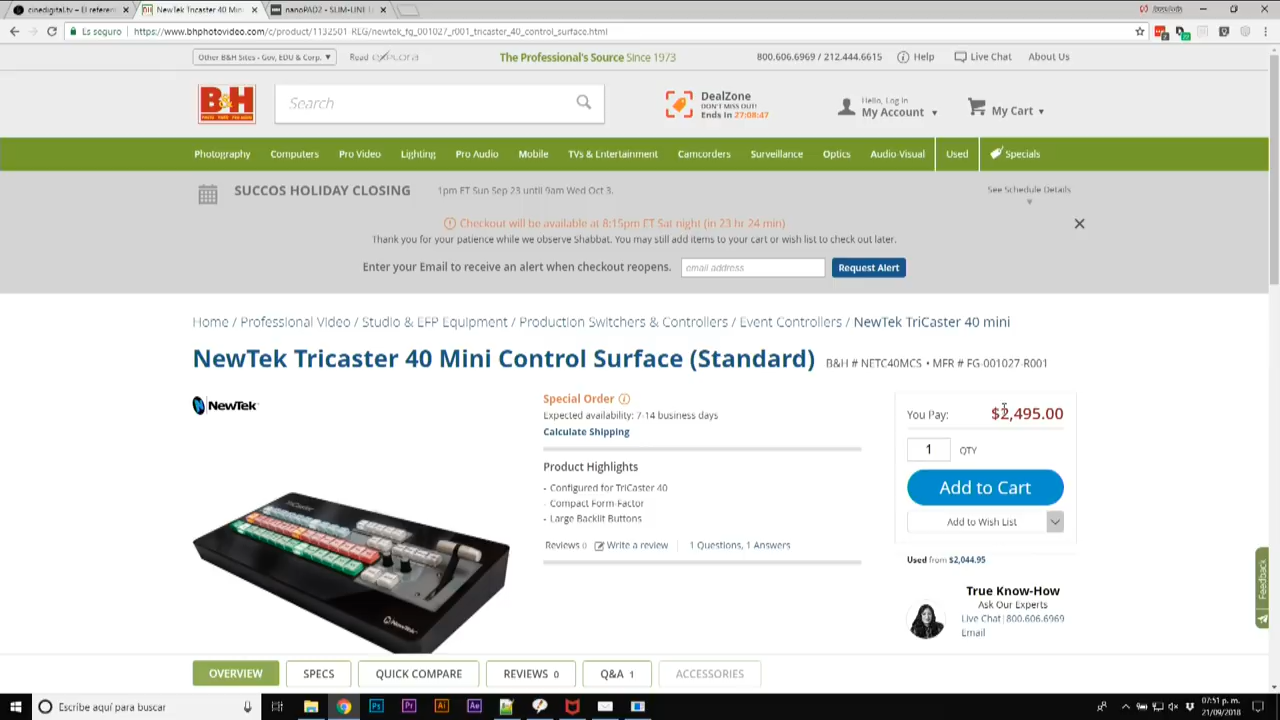 cinedigital.tv – El referen
NewTek Tricaster 40 Min
nanoPAD2 - SLIM-LINE
Es seguro
https://www.bhphotovideo.com/c/product/1132501-REG/newtek_fg_001027_r001_tricaster_40_control_surface.html
Other B&H Sites - Gov, EDU & Corp. ▼
Read explora
The Professional's Source Since 1973
800.606.6969 / 212.444.6615
Help
Live Chat
About Us
B&H
PHOTO VIDEO PRO AUDIO
Search
DealZone
DON'T MISS OUT!
Ends In 27:08:47
Hello, Log In
My Account
My Cart
Photography
Computers
Pro Video
Lighting
Pro Audio
Mobile
TVs & Entertainment
Camcorders
Surveillance
Optics
Audio Visual
Used
Specials
SUCCOS HOLIDAY CLOSING
1pm ET Sun Sep 23 until 9am Wed Oct 3.
See Schedule Details
Checkout will be available at 8:15pm ET Sat night (in 23 hr 24 min)
Thank you for your patience while we observe Shabbat. You may still add items to your cart or wish list to check out later.
Enter your Email to receive an alert when checkout reopens.
email address
Request Alert
Home / Professional Video / Studio & EFP Equipment / Production Switchers & Controllers / Event Controllers / NewTek TriCaster 40 mini
NewTek Tricaster 40 Mini Control Surface (Standard)
B&H # NETC40MCS • MFR # FG-001027-R001
NewTek
Special Order
Expected availability: 7-14 business days
Calculate Shipping
Product Highlights
- Configured for TriCaster 40
- Compact Form-Factor
- Large Backlit Buttons
Reviews 0
Write a review
1 Questions, 1 Answers
TriCaster
NewTek
You Pay:
$2,495.00
1
QTY
Add to Cart
Add to Wish List
Used from $2,044.95
True Know-How
Ask Our Experts
Live Chat|800.606.6969
Email
Feedback
OVERVIEW
SPECS
QUICK COMPARE
REVIEWS 0
Q&A 1
ACCESSORIES
Escribe aquí para buscar
Ps
Pr
Ai
Ae
07:51 p. m.
21/09/2018